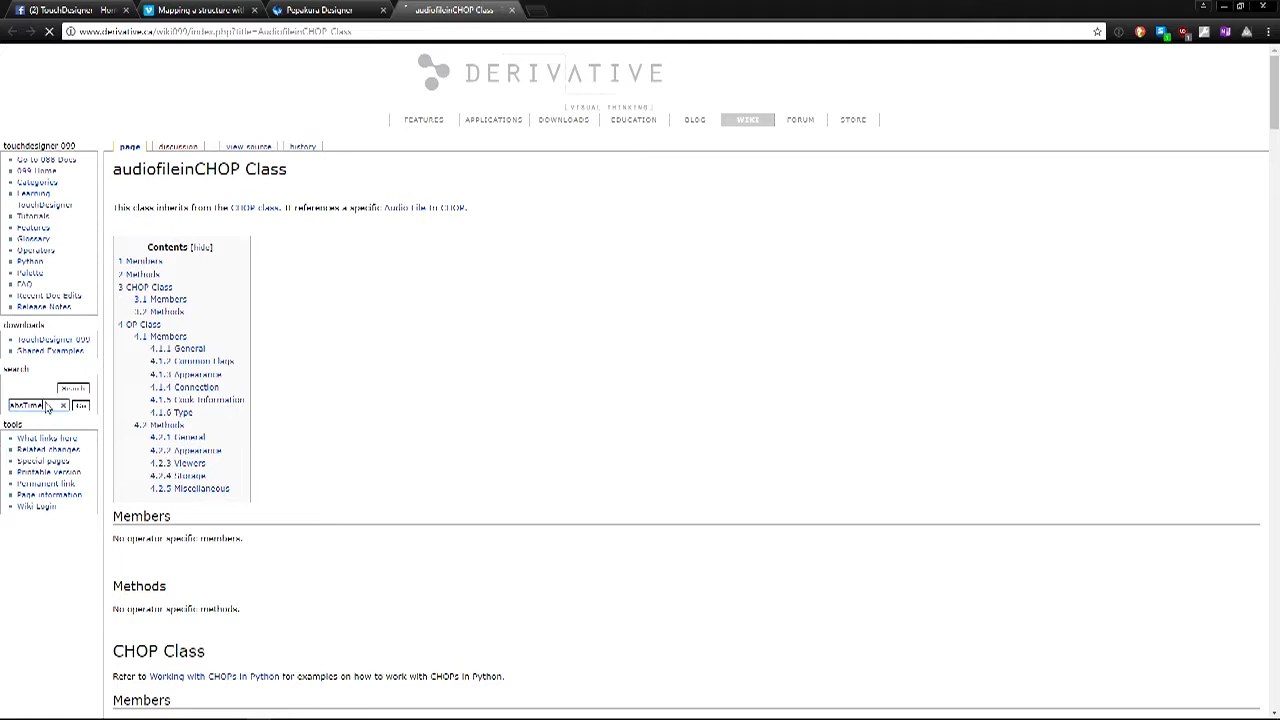 (2) TouchDesigner Hom
Mapping a structure wit
Pepakura Designer
audiofileinCHOP Class
www.derivative.ca/wiki099/index.php?title=AudiofileinCHOP_Class
DERIVATIVE
[VISUAL THINKING]
FEATURES
APPLICATIONS
DOWNLOADS
EDUCATION
BLOG
WIKI
FORUM
STORE
touchdesigner 099
Go to 088 Docs
099 Home
Categories
Learning
TouchDesigner
Tutorials
Features
Glossary
Operators
Python
Palette
FAQ
Recent Doc Edits
Release Notes
downloads
TouchDesigner 099
Shared Examples
search
Search
absTime
Go
tools
What links here
Related changes
Special pages
Printable version
Permanent link
Page information
Wiki Login
page
discussion
view source
history
audiofileinCHOP Class
This class inherits from the CHOP class. It references a specific Audio File In CHOP.
Contents [hide]
1 Members
2 Methods
3 CHOP Class
3.1 Members
3.2 Methods
4 OP Class
4.1 Members
4.1.1 General
4.1.2 Common Flags
4.1.3 Appearance
4.1.4 Connection
4.1.5 Cook Information
4.1.6 Type
4.2 Methods
4.2.1 General
4.2.2 Appearance
4.2.3 Viewers
4.2.4 Storage
4.2.5 Miscellaneous
Members
No operator specific members.
Methods
No operator specific methods.
CHOP Class
Refer to Working with CHOPs in Python for examples on how to work with CHOPs in Python.
Members